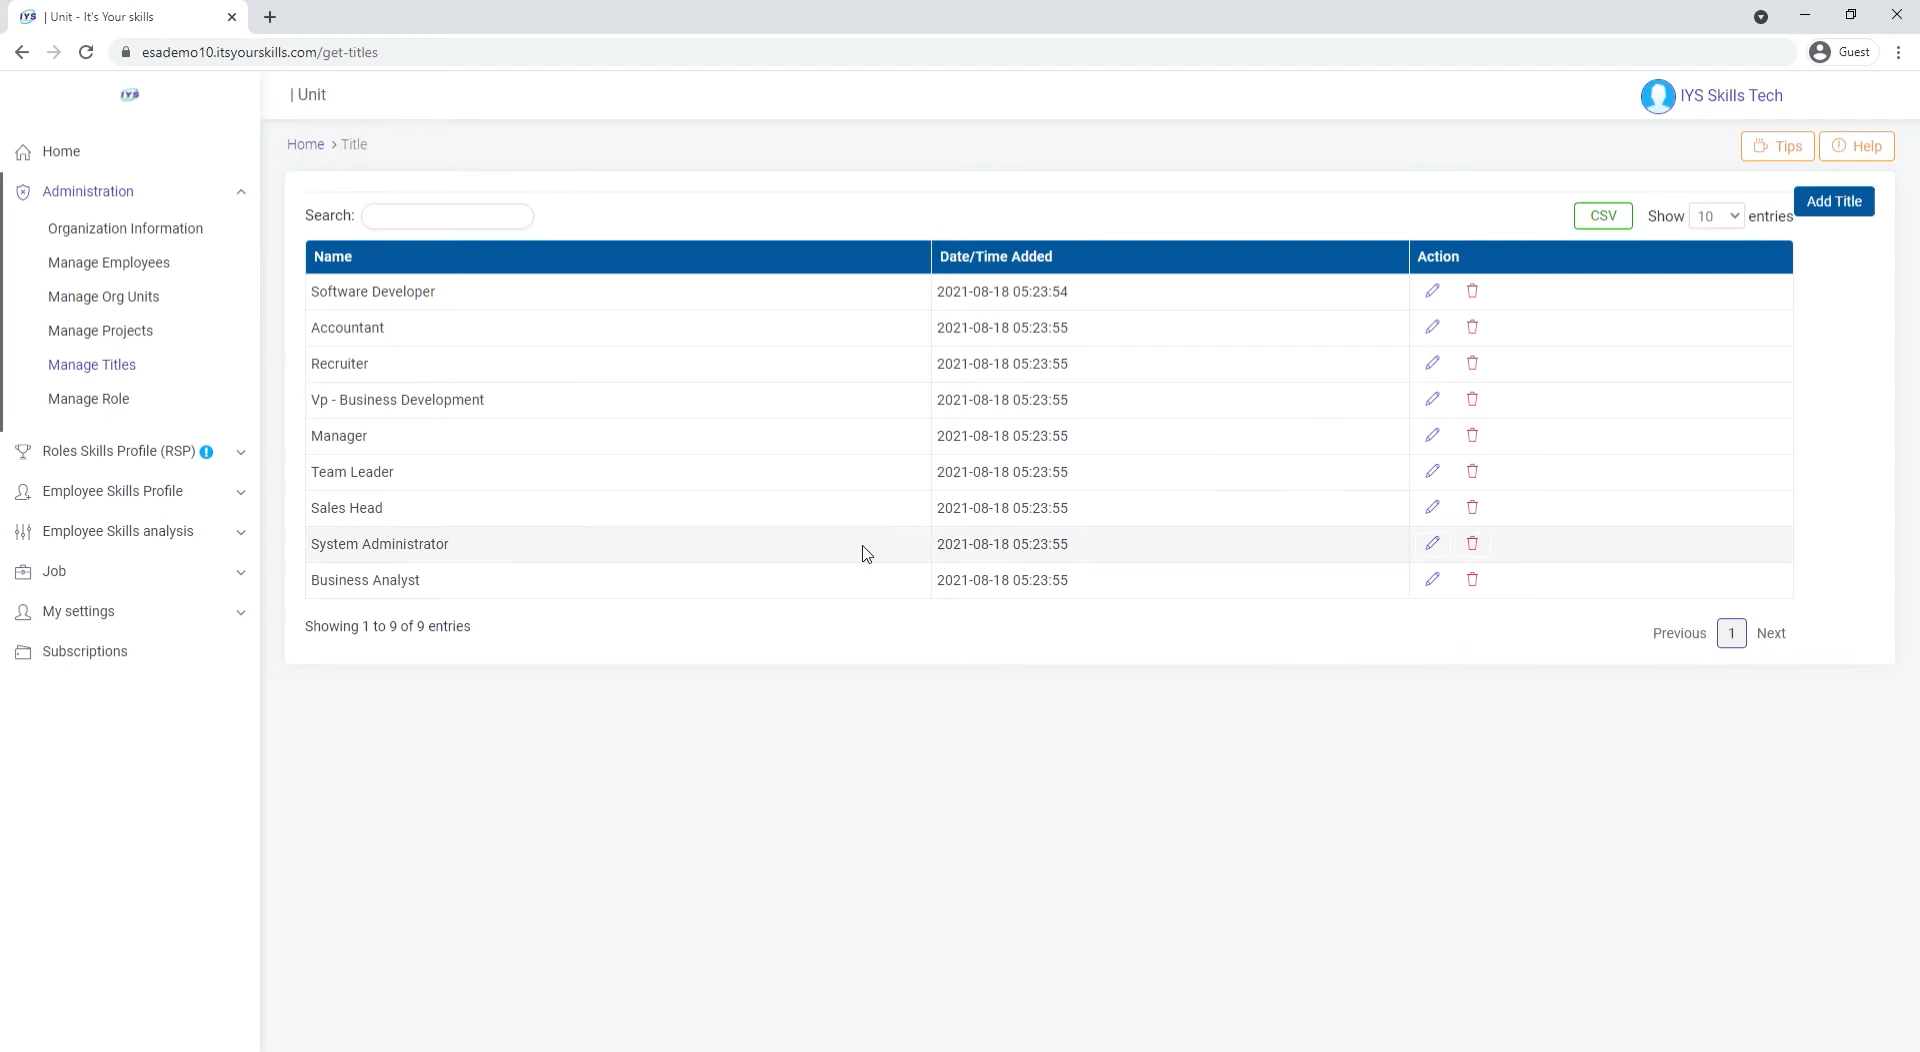 IYS | Unit - It's Your skills
esademo10.itsyourskills.com/get-titles
Guest
IYS
| Unit
IYS Skills Tech
Home > Title
Tips
Help
Home
Administration
Organization Information
Manage Employees
Manage Org Units
Manage Projects
Manage Titles
Manage Role
Roles Skills Profile (RSP) !
Employee Skills Profile
Employee Skills analysis
Job
My settings
Subscriptions
Add Title
Search:
CSV
Show 10 entries
Name Date/Time Added Action
Software Developer 2021-08-18 05:23:54
Accountant 2021-08-18 05:23:55
Recruiter 2021-08-18 05:23:55
Vp - Business Development 2021-08-18 05:23:55
Manager 2021-08-18 05:23:55
Team Leader 2021-08-18 05:23:55
Sales Head 2021-08-18 05:23:55
System Administrator 2021-08-18 05:23:55
Business Analyst 2021-08-18 05:23:55
Showing 1 to 9 of 9 entries
Previous 1 Next